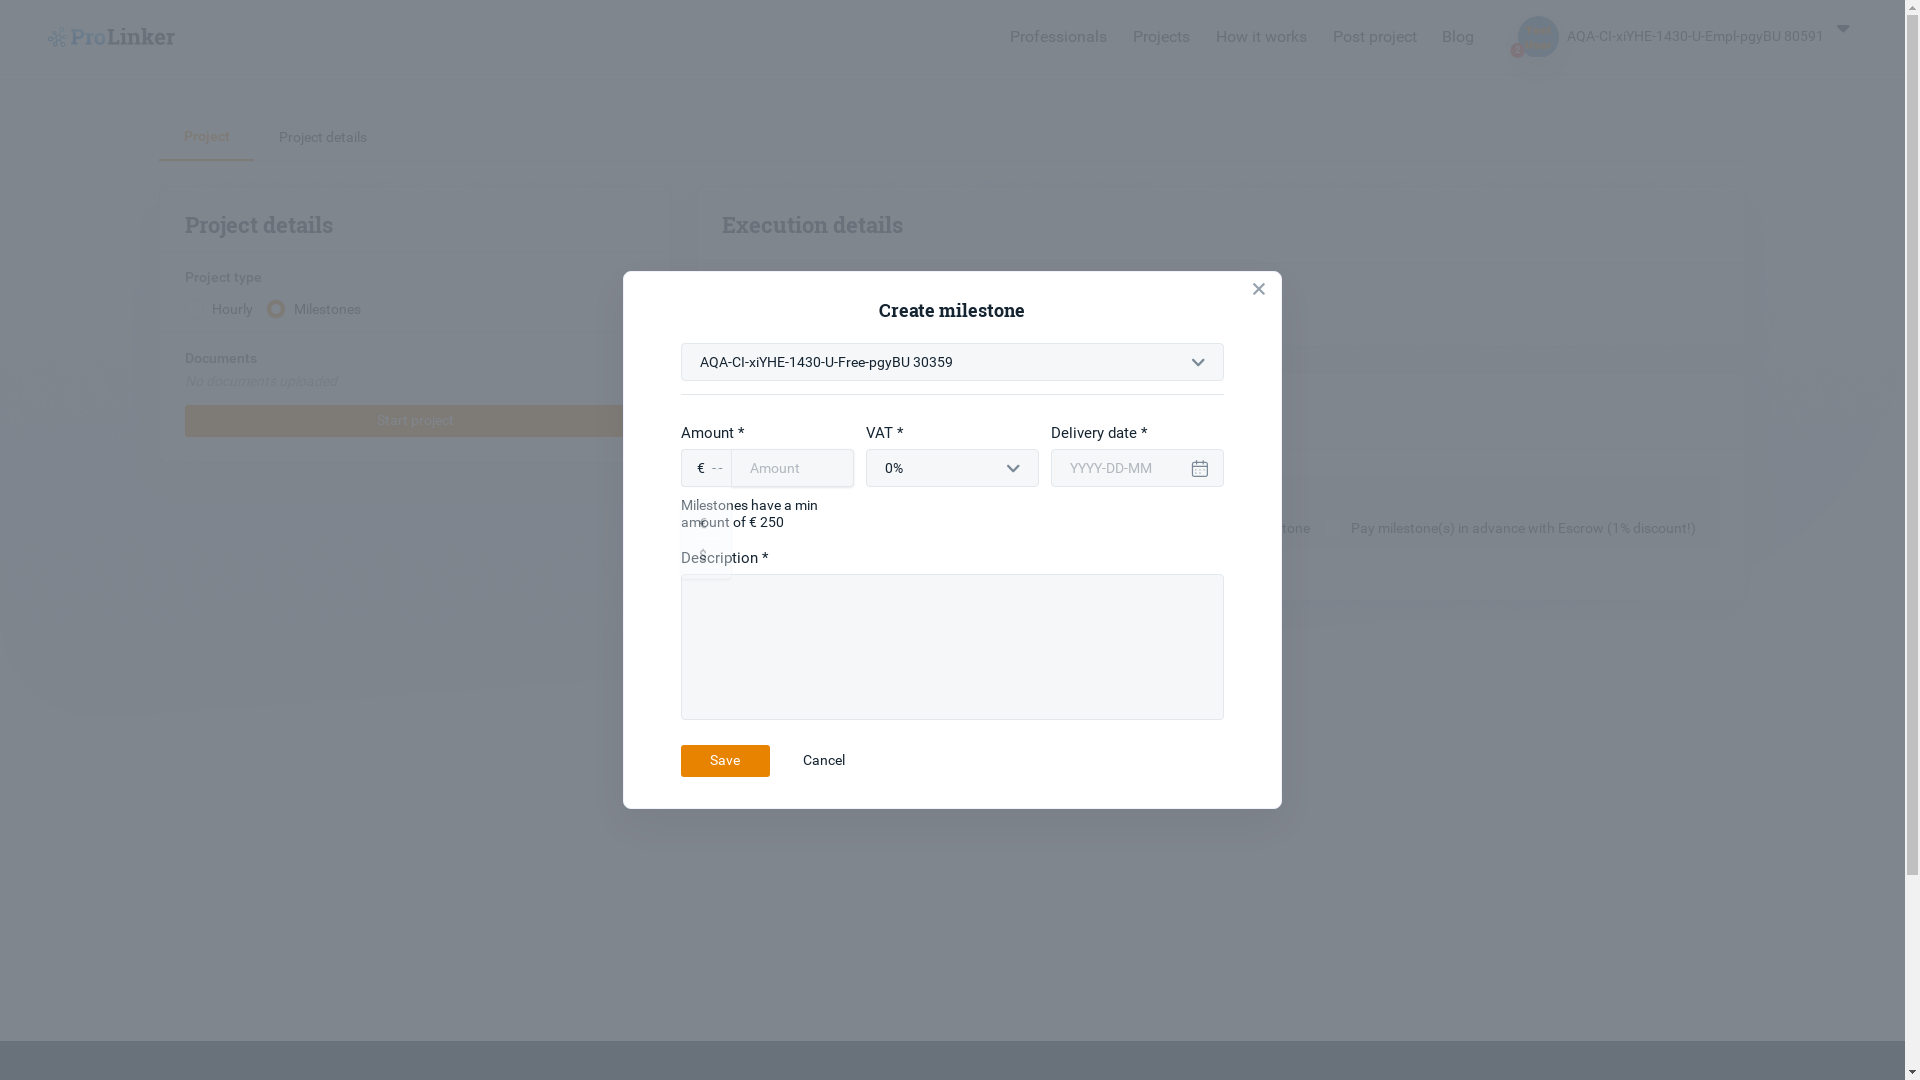 ProLinker
Professionals
Projects
How it works
Post project
Blog
AQA-CI-xiYHE-1430-U-Empl-pgyBU 80591
Project
Project details
Project details
Execution details
Project type
Hourly
Milestones
Documents
No documents uploaded
Start project
Create milestone
AQA-CI-xiYHE-1430-U-Free-pgyBU 30359
Amount *
VAT *
Delivery date *
€ --
Amount
0%
YYYY-DD-MM
Milestones have a min
amount of € 250
€
$
Description *
tone
Pay milestone(s) in advance with Escrow (1% discount!)
Save
Cancel